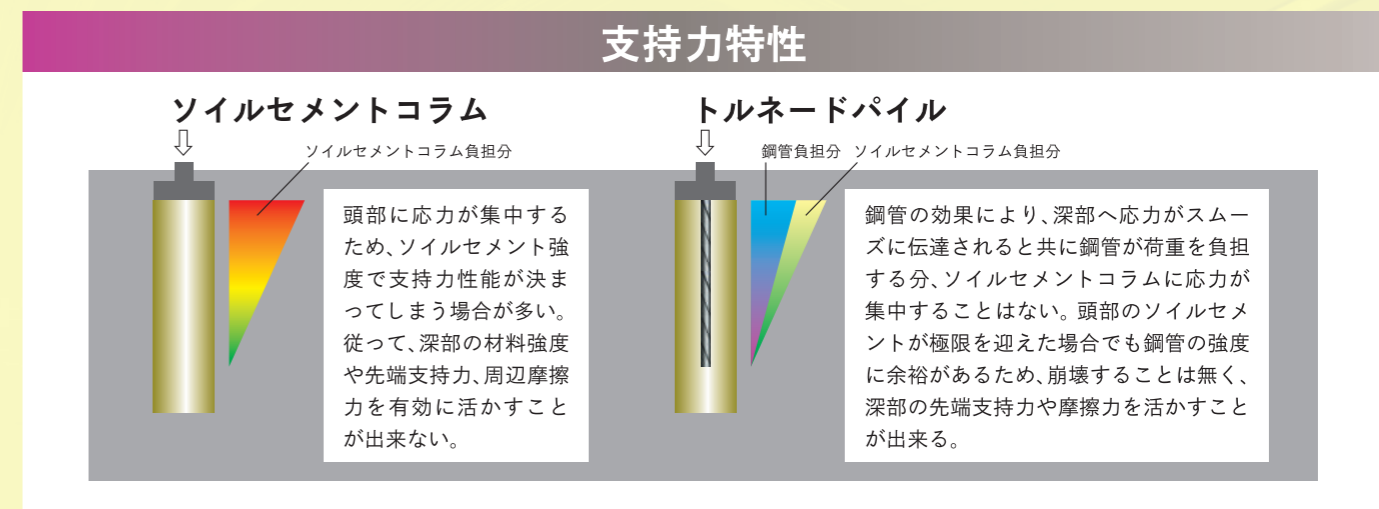 支持力特性
ソイルセメントコラム
ソイルセメントコラム負担分
頭部に応力が集中する
ため、ソイルセメント強
度で支持力性能が決ま
ってしまう場合が多い。
従って、深部の材料強度
や先端支持力、周辺摩擦
力を有効に活かすこと
が出来ない。
トルネードパイル
鋼管負担分 ソイルセメントコラム負担分
鋼管の効果により、深部へ応力がスムー
ズに伝達されると共に鋼管が荷重を負担
する分、ソイルセメントコラムに応力が
集中することはない。頭部のソイルセメ
ントが極限を迎えた場合でも鋼管の強度
に余裕があるため、崩壊することは無く、
深部の先端支持力や摩擦力を活かすこと
が出来る。